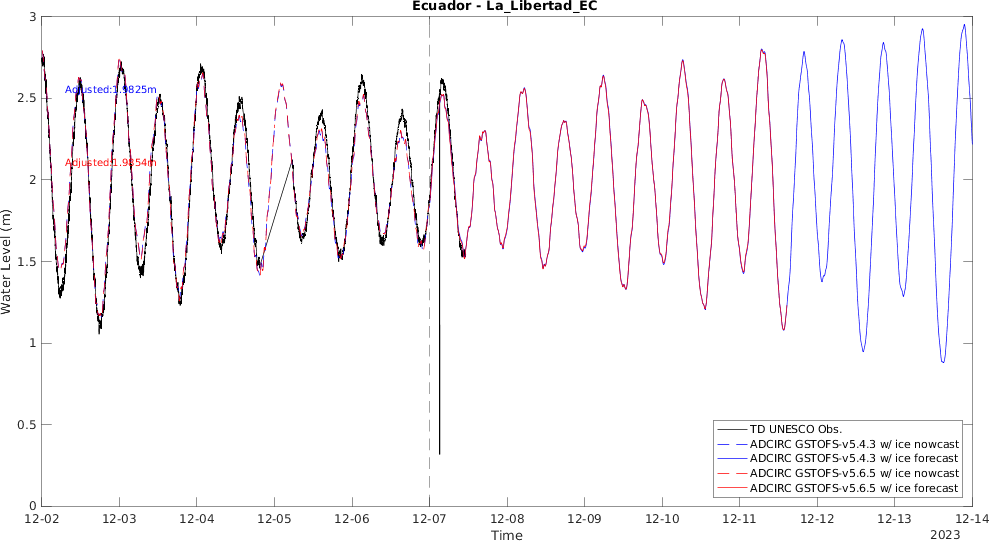 Ecuador - La_Libertad_EC
3
2.5
2
1.5
1
0.5
0
Water Level (m)
Adjusted:1.9825m
Adjusted:1.9854m
TD UNESCO Obs.
ADCIRC GSTOFS-v5.4.3 w/ ice nowcast
ADCIRC GSTOFS-v5.4.3 w/ ice forecast
ADCIRC GSTOFS-v5.6.5 w/ ice nowcast
ADCIRC GSTOFS-v5.6.5 w/ ice forecast
12-02 12-03 12-04 12-05 12-06 12-07 12-08 12-09 12-10 12-11 12-12 12-13 12-14
Time
2023